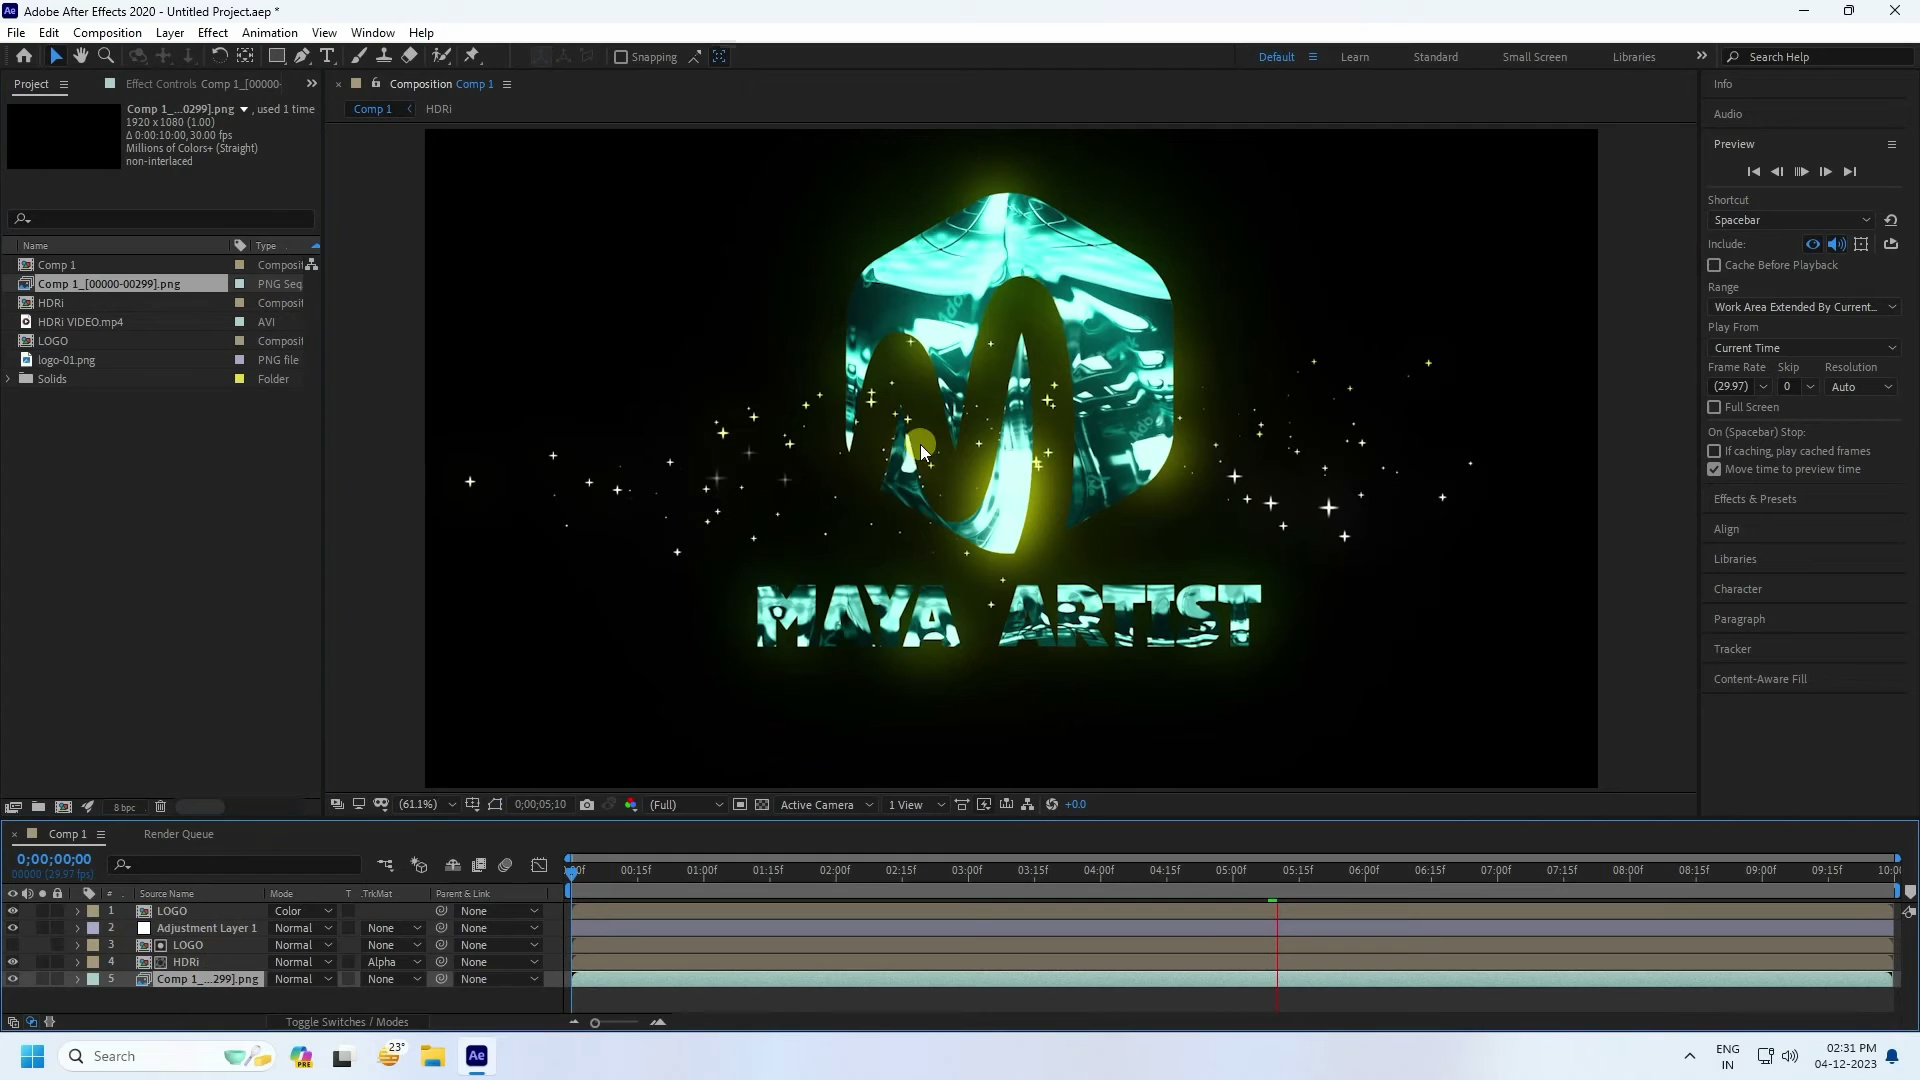 Adobe After Effects 2020 - Untitled Project.aep *
File Edit Composition Layer Effect Animation View Window Help
Snapping
Default Learn Standard Small Screen Libraries Search Help
Project Effect Controls Comp 1_[00000-
Composition Comp 1
Comp 1 HDRi
Comp 1_...0299].png , used 1 time
1920 x 1080 (1.00)
Δ 0:00:10:00, 30.00 fps
Millions of Colors+ (Straight)
non-interlaced
Name Type
Comp 1 Composit
Comp 1_[00000-00299].png PNG Seq
HDRi Composit
HDRi VIDEO.mp4 AVI
LOGO Composit
logo-01.png PNG file
Solids Folder
8 bpc
MAYA ARTIST
(61.1%) 0;00;05;10 (Full) Active Camera 1 View +0.0
Info
Audio
Preview
Shortcut
Spacebar
Include:
Cache Before Playback
Range
Work Area Extended By Current...
Play From
Current Time
Frame Rate Skip Resolution
(29.97) 0 Auto
Full Screen
On (Spacebar) Stop:
If caching, play cached frames
Move time to preview time
Effects & Presets
Align
Libraries
Character
Paragraph
Tracker
Content-Aware Fill
Comp 1 Render Queue
0;00;00;00
00000 (29.97 fps)
00f 00:15f 01:00f 01:15f 02:00f 02:15f 03:00f 03:15f 04:00f 04:15f 05:00f 05:15f 06:00f 06:15f 07:00f 07:15f 08:00f 08:15f 09:00f 09:15f 10:0
# Source Name Mode T .TrkMat Parent & Link
1 LOGO Color None
2 Adjustment Layer 1 Normal None None
3 LOGO Normal None None
4 HDRi Normal Alpha None
5 Comp 1_...299].png Normal None None
Toggle Switches / Modes
Search
PRE
23°
Ae
ENG
IN
02:31 PM
04-12-2023